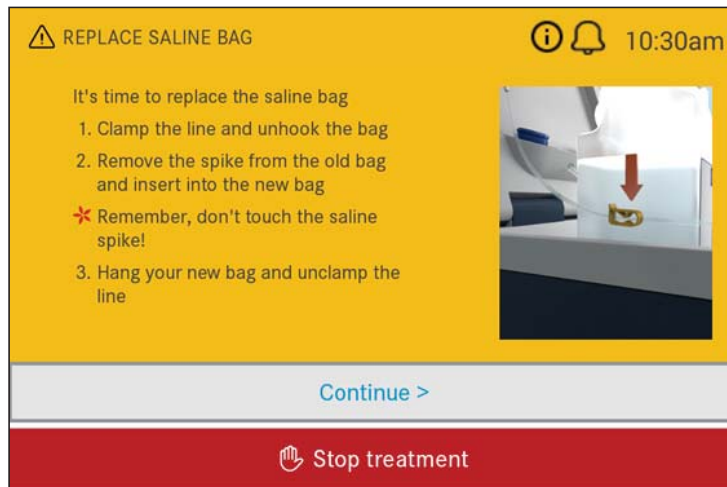 REPLACE SALINE BAG
10:30am
It's time to replace the saline bag
1. Clamp the line and unhook the bag
2. Remove the spike from the old bag
and insert into the new bag
Remember, don't touch the saline
spike!
3. Hang your new bag and unclamp the
line
Continue >
Stop treatment